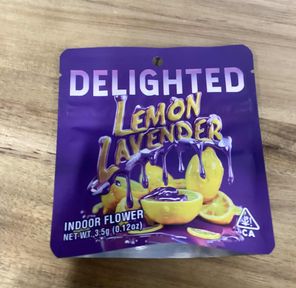 DELIGHTED
LEMON
LAVENDER
INDOOR FLOWER
NET WT. 3.5g (0.12oz)
CA